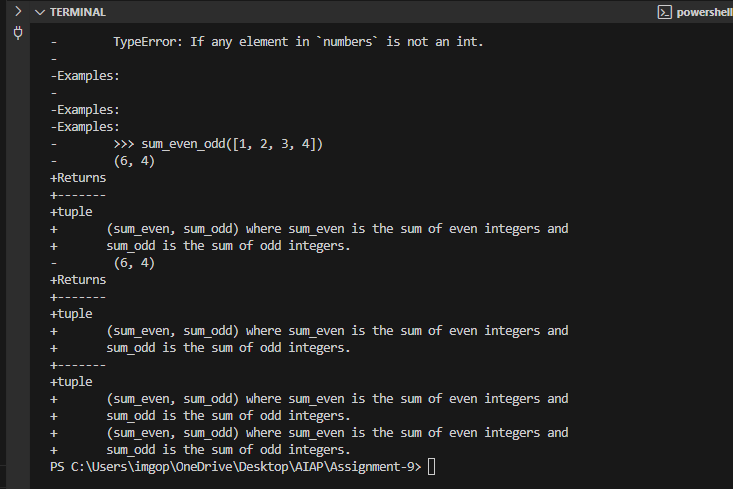 TERMINAL
powershell
-        TypeError: If any element in `numbers` is not an int.
-
-Examples:
-
-Examples:
-Examples:
-        >>> sum_even_odd([1, 2, 3, 4])
-        (6, 4)
+Returns
+-------
+tuple
+       (sum_even, sum_odd) where sum_even is the sum of even integers and
+       sum_odd is the sum of odd integers.
-        (6, 4)
+Returns
+-------
+tuple
+       (sum_even, sum_odd) where sum_even is the sum of even integers and
+       sum_odd is the sum of odd integers.
+-------
+tuple
+       (sum_even, sum_odd) where sum_even is the sum of even integers and
+       sum_odd is the sum of odd integers.
+       (sum_even, sum_odd) where sum_even is the sum of even integers and
+       sum_odd is the sum of odd integers.
PS C:\Users\imgop\OneDrive\Desktop\AIAP\Assignment-9>